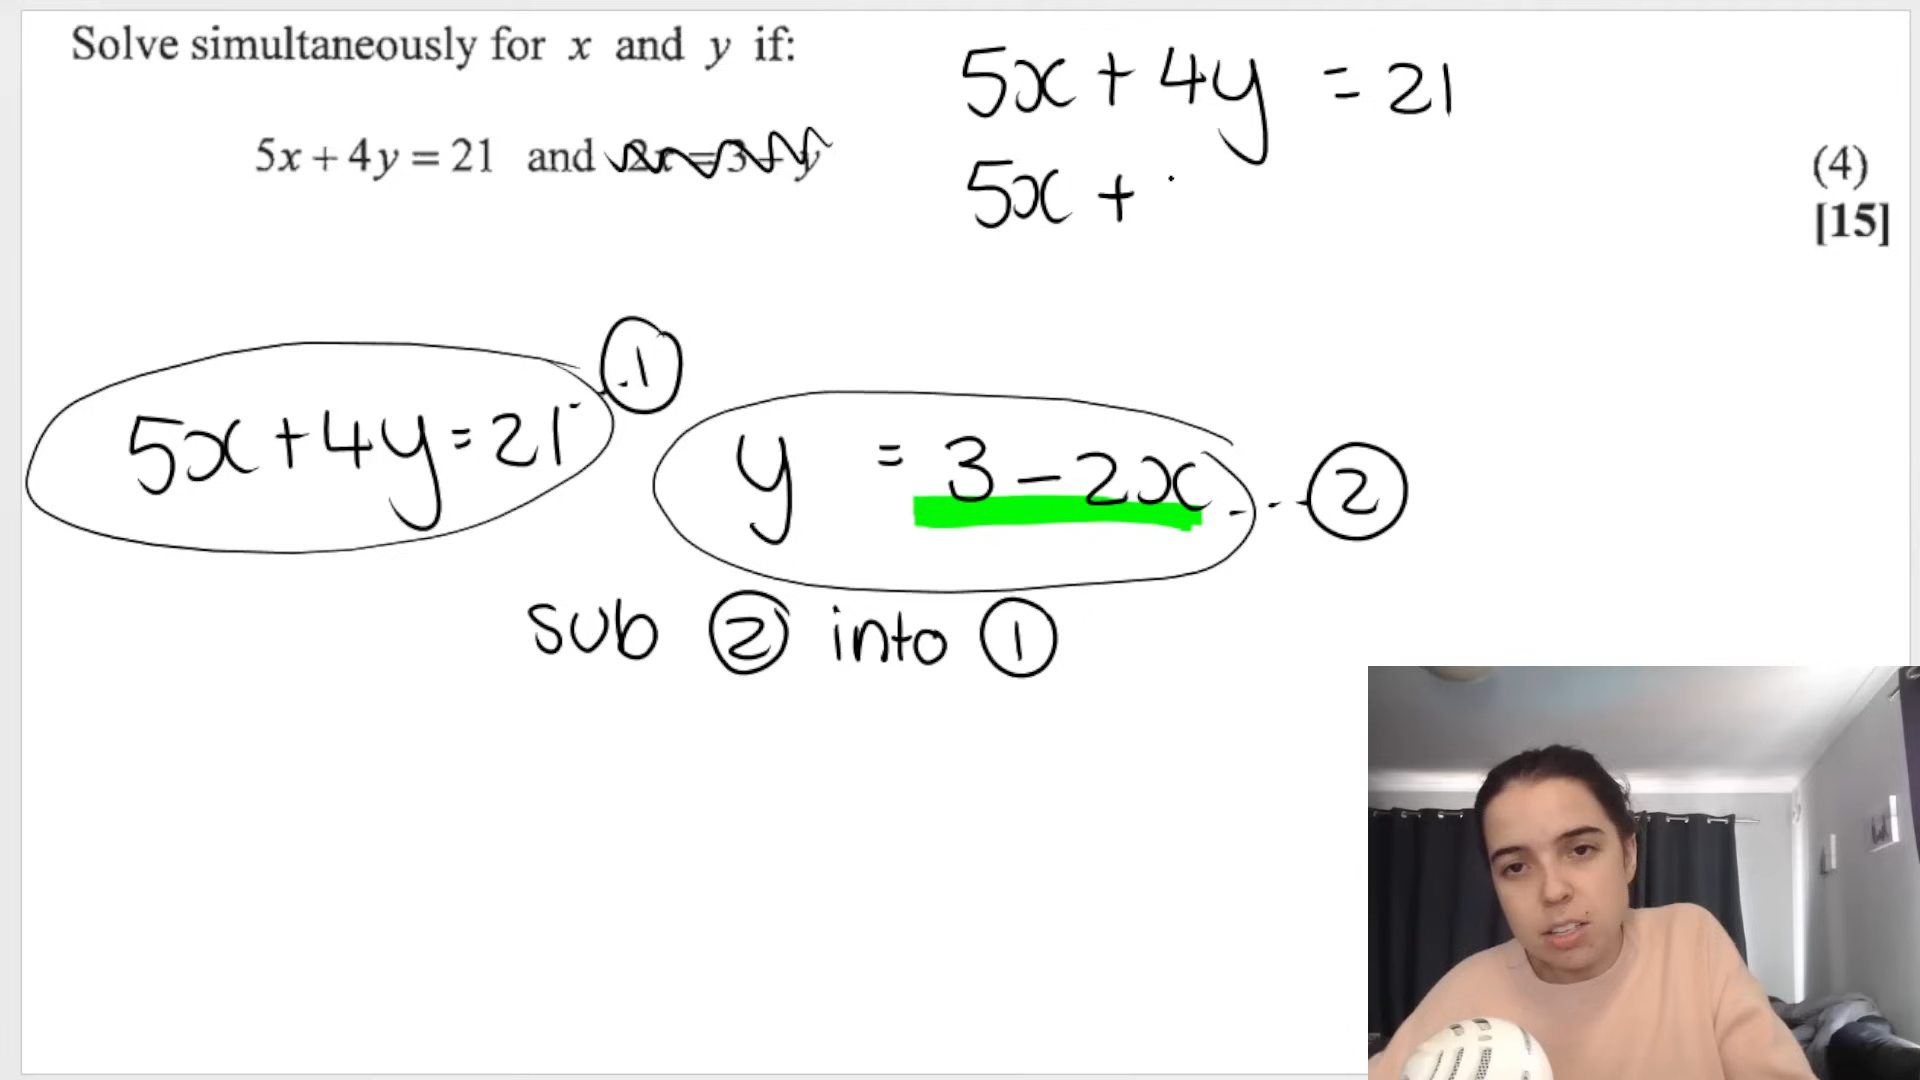 Solve simultaneously for x and y if:
5x + 4y = 21 and
5x + 4y = 21
5x +
(4)
[15]
5x + 4y = 21 ①
y = 3 - 2x ... ②
sub ② into ①